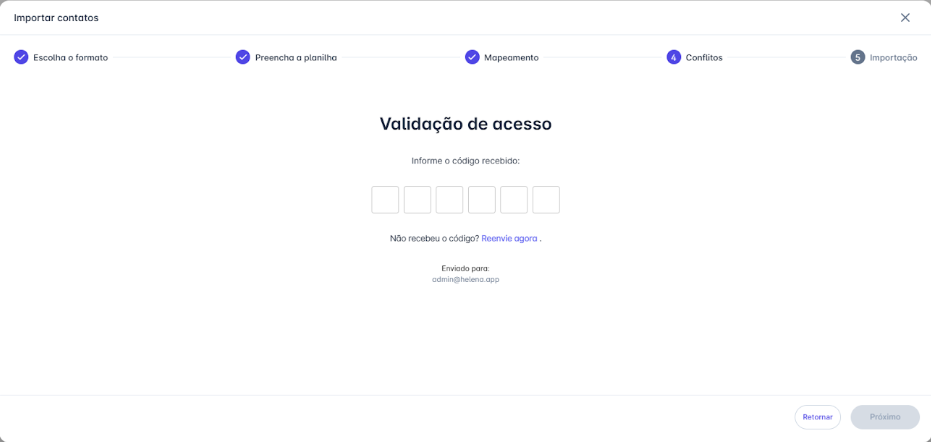 Importar contatos
Escolha o formato
Preencha a planilha
Mapeamento
4 Conflitos
5 Importação
Validação de acesso
Informe o código recebido:
Não recebeu o código? Reenvie agora .
Enviado para:
admin@helena.app
Retornar
Próximo